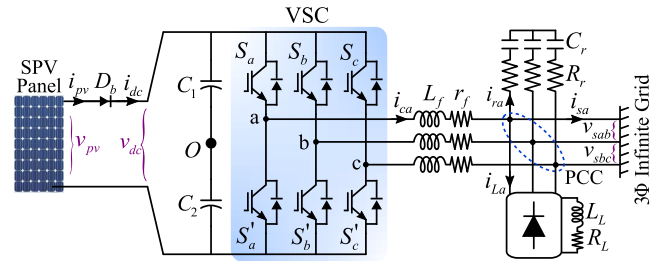 VSC
SPV
Panel
i_pv
D_b
i_dc
v_pv
v_dc
C_1
O
C_2
S_a
S_b
S_c
a
b
c
S'_a
S'_b
S'_c
i_ca
L_f
r_f
i_ra
C_r
R_r
i_sa
v_sab
v_sbc
PCC
i_La
L_L
R_L
3Φ Infinite Grid